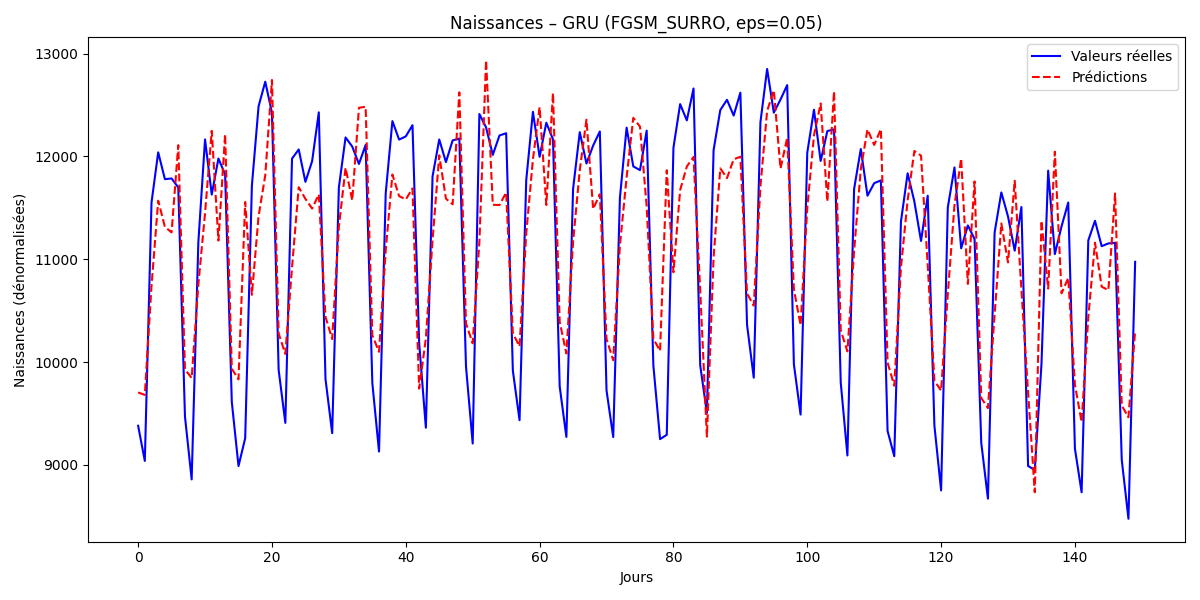 Naissances – GRU (FGSM_SURRO, eps=0.05)
Valeurs réelles
Prédictions
Naissances (dénormalisées)
13000
12000
11000
10000
9000
0 20 40 60 80 100 120 140
Jours